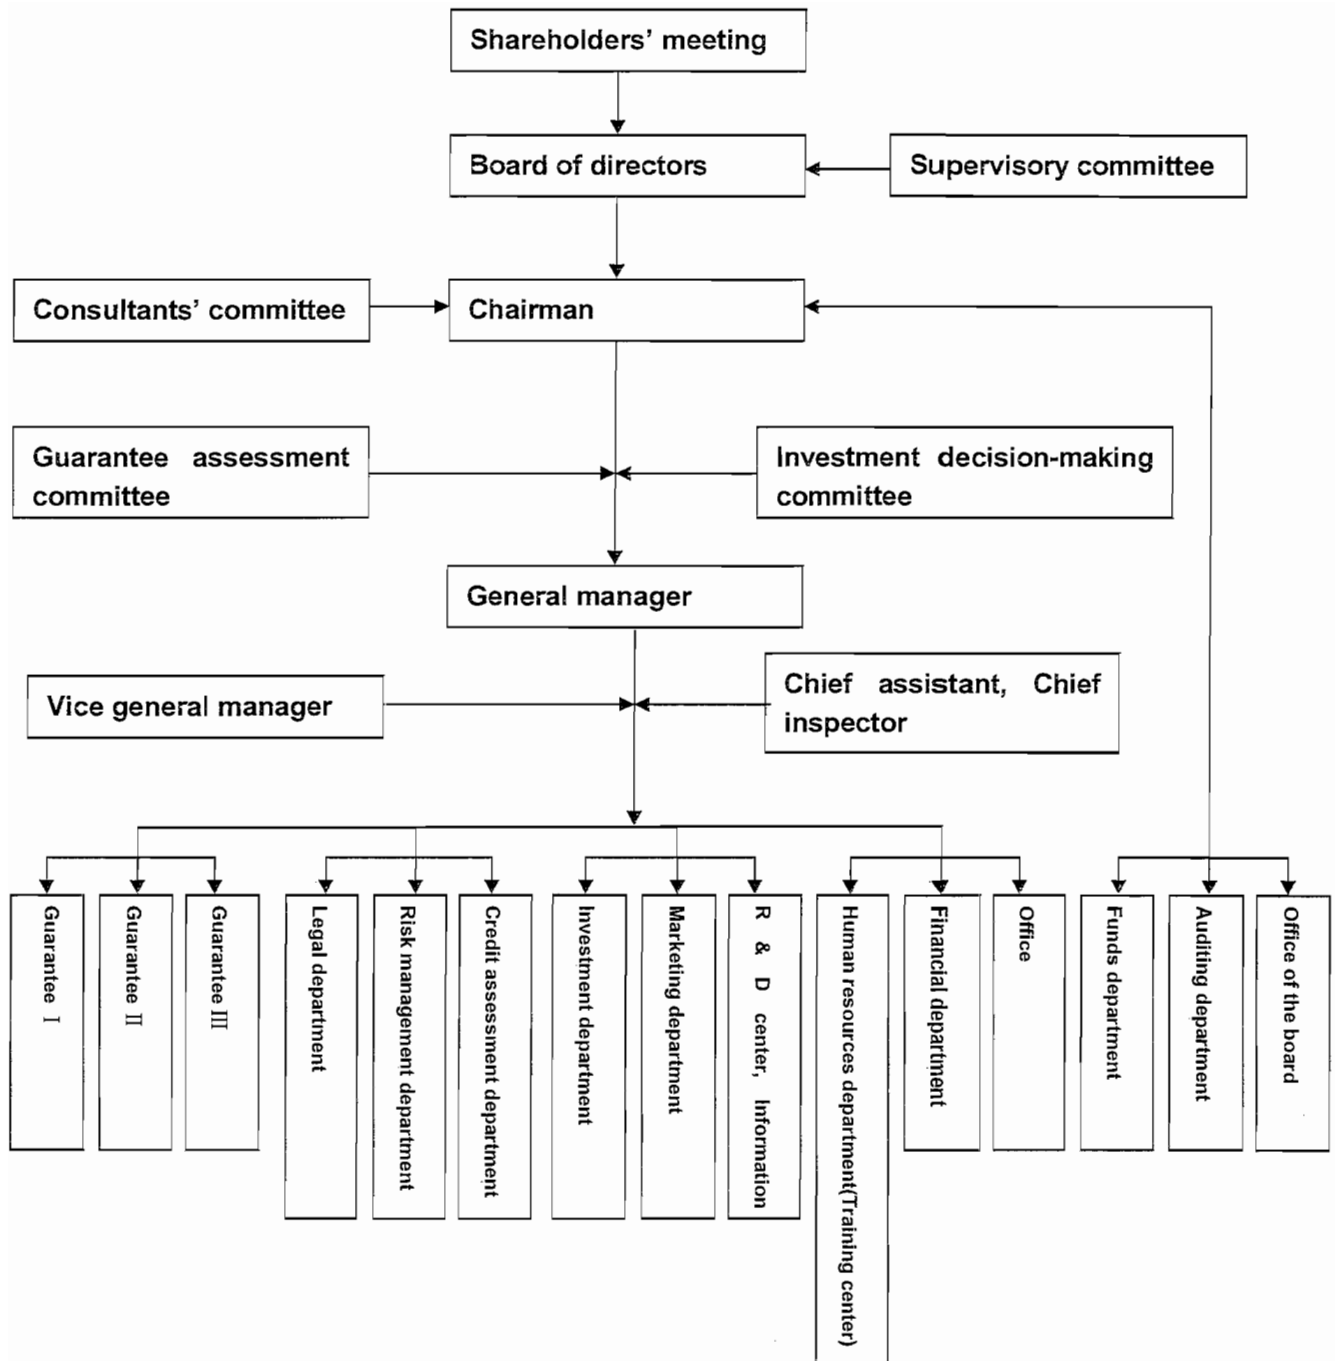 Shareholders’ meeting
Board of directors
Supervisory committee
Consultants’ committee
Chairman
Guarantee assessment
committee
Investment decision-making
committee
General manager
Vice general manager
Chief assistant, Chief
inspector
Guarantee Ⅰ
Guarantee Ⅱ
Guarantee Ⅲ
Legal department
Risk management department
Credit assessment department
Investment department
Marketing department
R & D center, Information
Human resources department(Training center)
Financial department
Office
Funds department
Auditing department
Office of the board